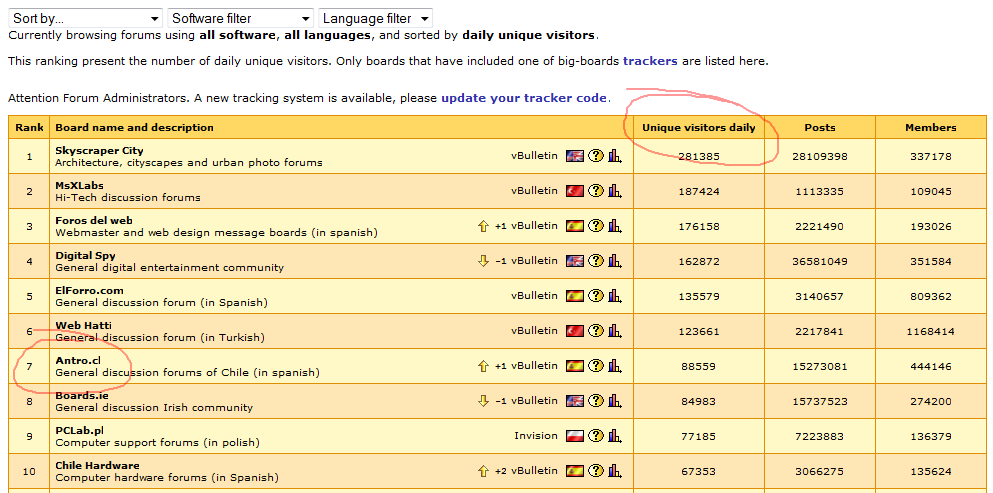 Sort by... Software filter Language filter
Currently browsing forums using all software, all languages, and sorted by daily unique visitors.
This ranking present the number of daily unique visitors. Only boards that have included one of big-boards trackers are listed here.
Attention Forum Administrators. A new tracking system is available, please update your tracker code.
Rank Board name and description Unique visitors daily Posts Members
1 Skyscraper City vBulletin 281385 28109398 337178
Architecture, cityscapes and urban photo forums
2 MsXLabs vBulletin 187424 1113335 109045
Hi-Tech discussion forums
3 Foros del web +1 vBulletin 176158 2221490 193026
Webmaster and web design message boards (in spanish)
4 Digital Spy -1 vBulletin 162872 36581049 351584
General digital entertainment community
5 ElForro.com vBulletin 135579 3140657 809362
General discussion forum (in Spanish)
6 Web Hatti vBulletin 123661 2217841 1168414
General discussion forum (in Turkish)
7 Antro.cl +1 vBulletin 88559 15273081 444146
General discussion forums of Chile (in spanish)
8 Boards.ie -1 vBulletin 84983 15737523 274200
General discussion Irish community
9 PCLab.pl Invision 77185 7223883 136379
Computer support forums (in polish)
10 Chile Hardware +2 vBulletin 67353 3066275 135624
Computer hardware forums (in Spanish)